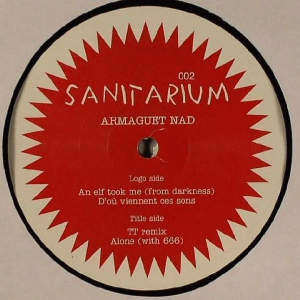 002
SANITARIUM
ARMAGUET NAD
Logo side
An elf took me (from darkness)
D'où viennent ces sons
Title side
TT remix
Alone (with 666)